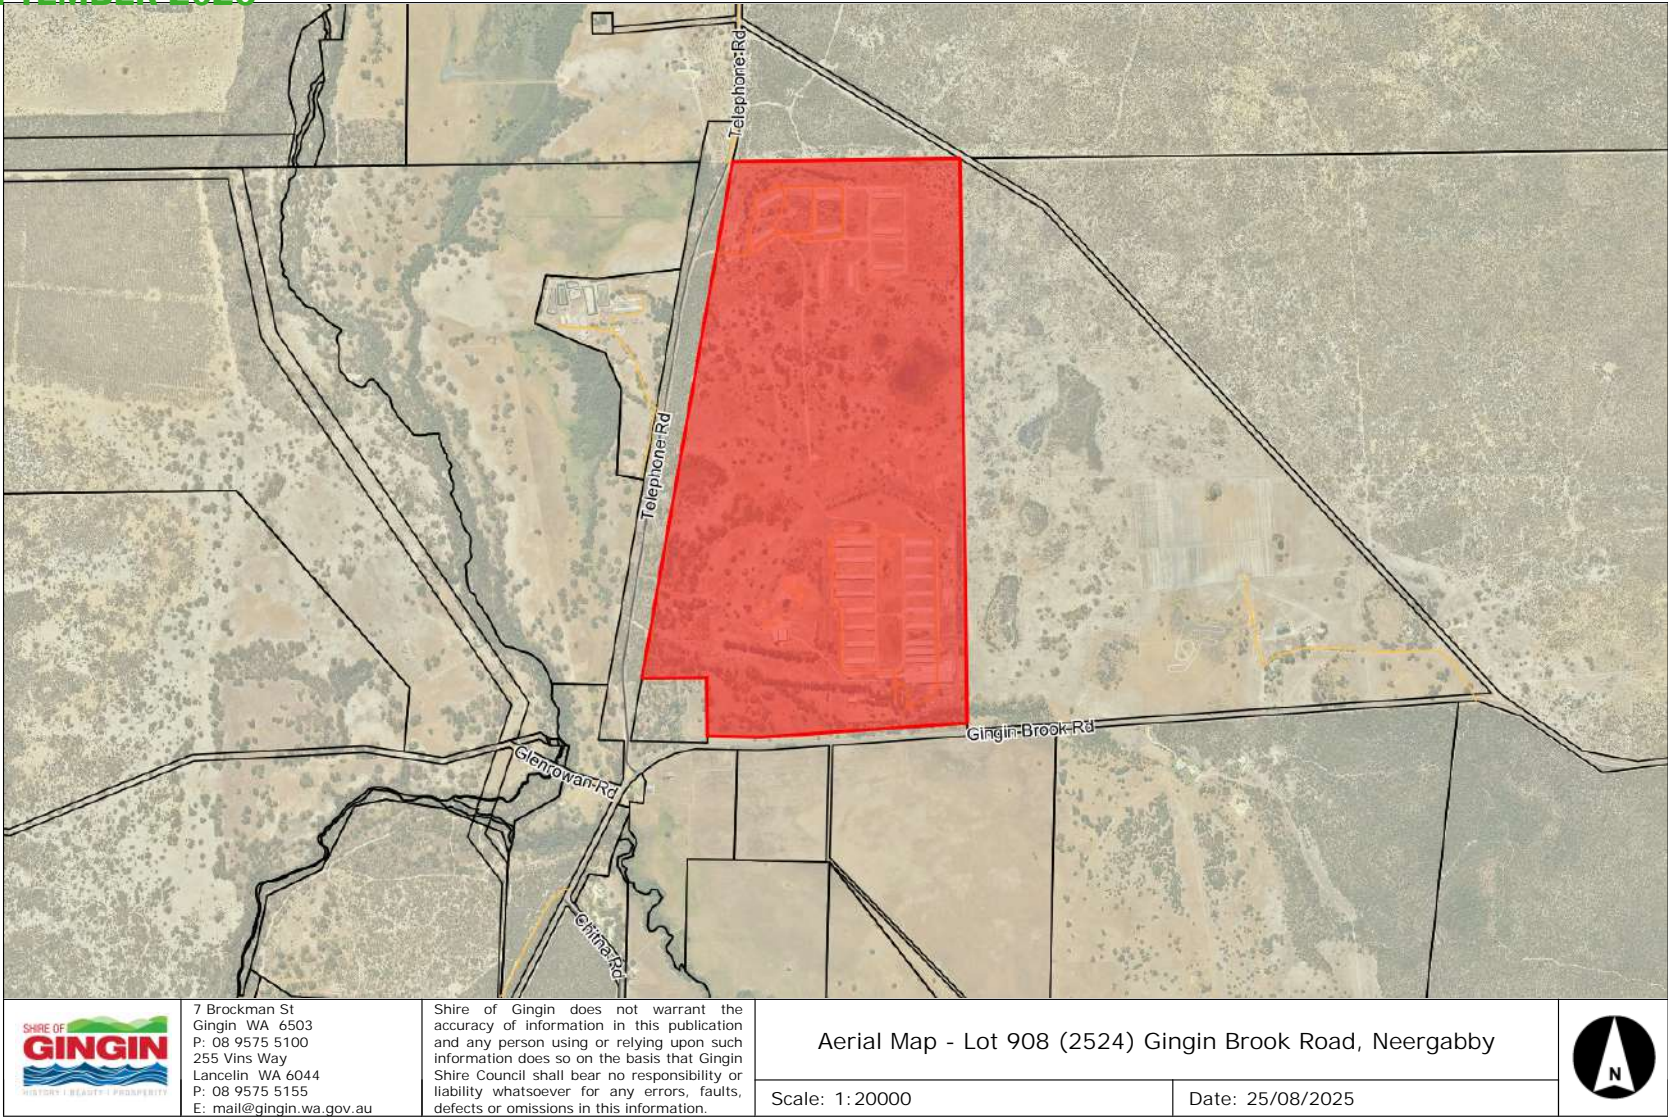 Telephone Rd
Telephone Rd
Gingin Brook Rd
Glenrowan Rd
Chitna Rd
SHIRE OF
GINGIN
HISTORY | BEAUTY | PROSPERITY
7 Brockman St
Gingin WA 6503
P: 08 9575 5100
255 Vins Way
Lancelin WA 6044
P: 08 9575 5155
E: mail@gingin.wa.gov.au
Shire of Gingin does not warrant the
accuracy of information in this publication
and any person using or relying upon such
information does so on the basis that Gingin
Shire Council shall bear no responsibility or
liability whatsoever for any errors, faults,
defects or omissions in this information.
Aerial Map - Lot 908 (2524) Gingin Brook Road, Neergabby
Scale: 1:20000
Date: 25/08/2025
N